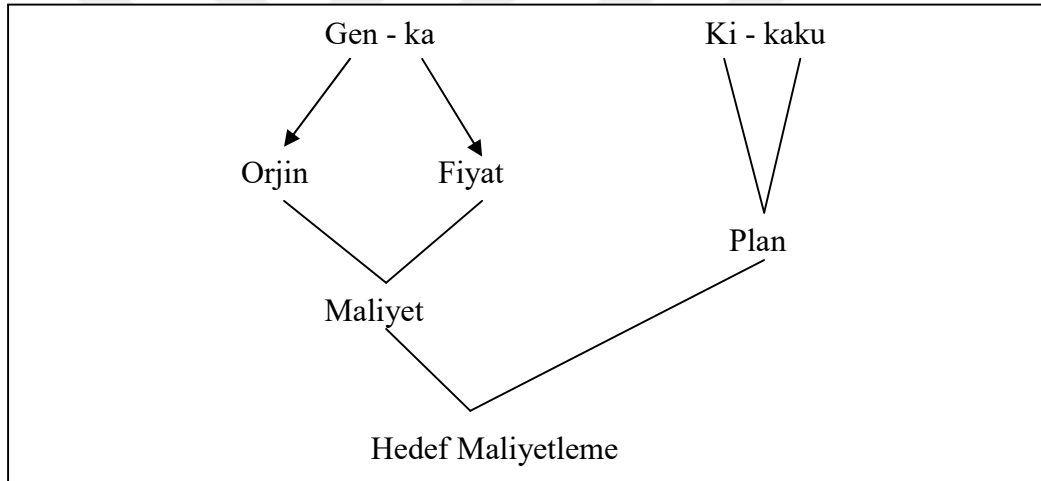 Gen - ka Ki - kaku
Orjin Fiyat
Plan
Maliyet
Hedef Maliyetleme